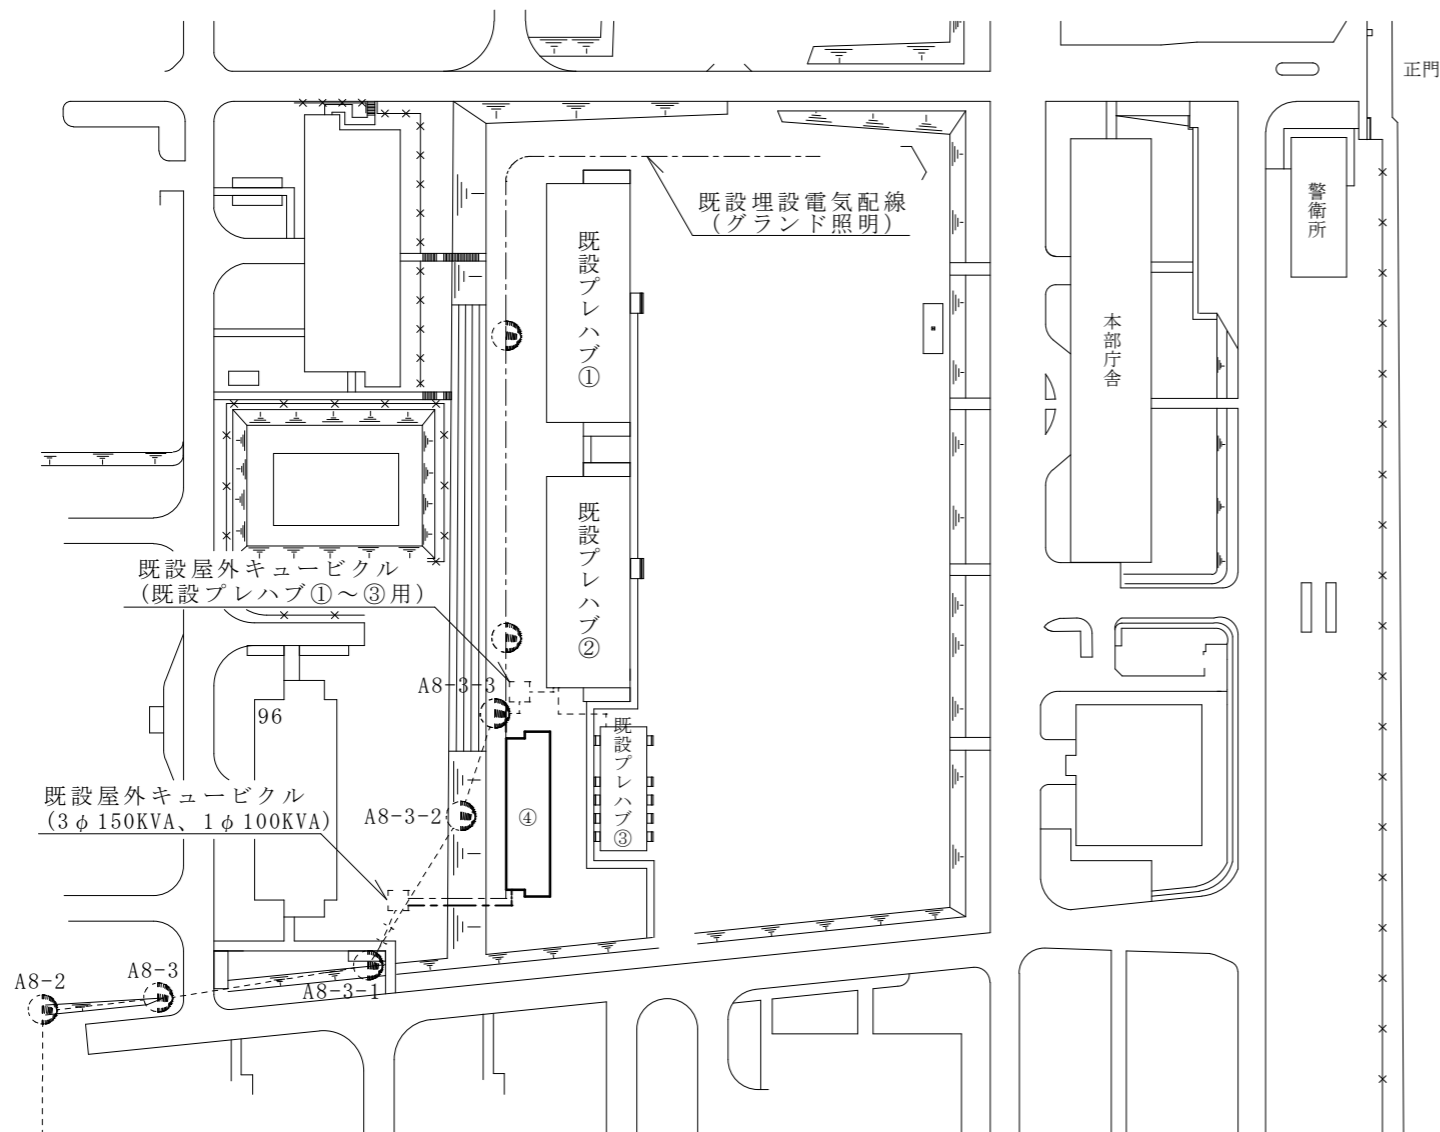 正門
警衛所
既設埋設電気配線
(グランド照明)
既設プレハブ①
本部庁舎
既設プレハブ②
既設屋外キュービクル
(既設プレハブ①～③用)
A8-3-3
96
既設プレハブ③
既設屋外キュービクル
(3φ150KVA、1φ100KVA)
A8-3-2
④
A8-2
A8-3
A8-3-1